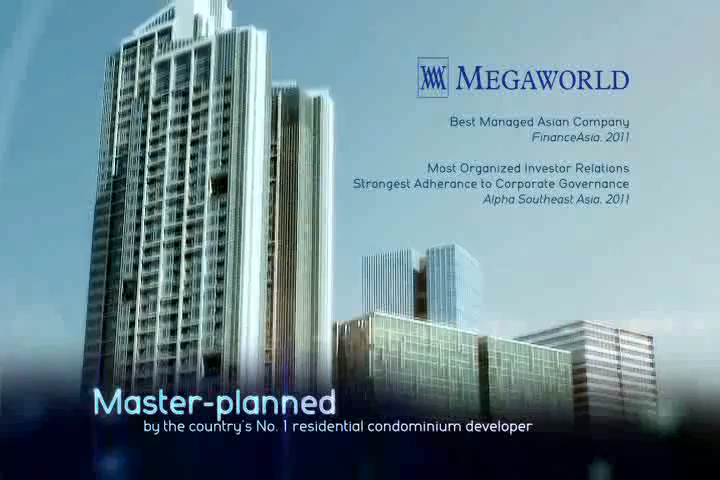 MEGAWORLD
Best Managed Asian Company
FinanceAsia, 2011
Most Organized Investor Relations
Strongest Adherance to Corporate Governance
Alpha Southeast Asia, 2011
Master-planned
by the country's No. 1 residential condominium developer